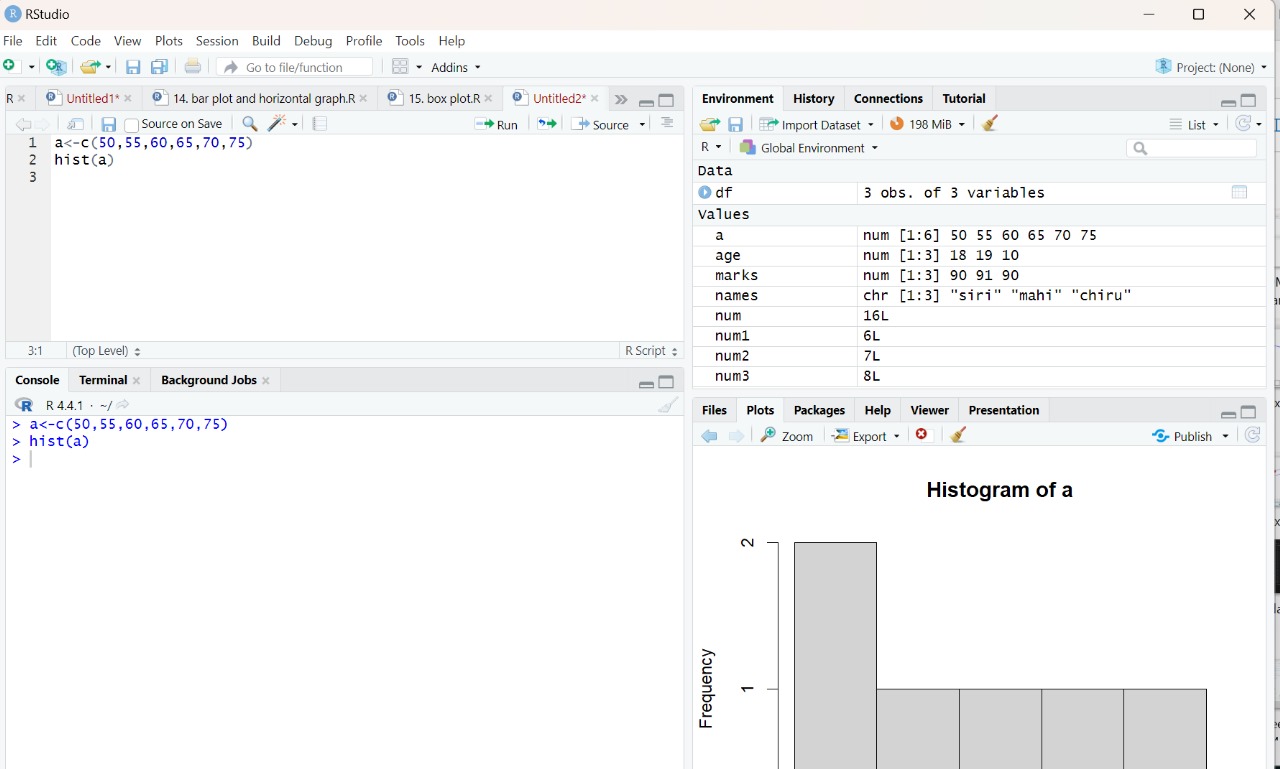 RStudio
File Edit Code View Plots Session Build Debug Profile Tools Help
Go to file/function Addins Project: (None)
R Untitled1* 14. bar plot and horizontal graph.R 15. box plot.R Untitled2*
Source on Save Run Source
1 a<-c(50,55,60,65,70,75)
2 hist(a)
3
3:1 (Top Level) R Script
Console Terminal Background Jobs
R 4.4.1 · ~/
> a<-c(50,55,60,65,70,75)
> hist(a)
>
Environment History Connections Tutorial
Import Dataset 198 MiB List
R Global Environment
Data
df 3 obs. of 3 variables
Values
a num [1:6] 50 55 60 65 70 75
age num [1:3] 18 19 10
marks num [1:3] 90 91 90
names chr [1:3] "siri" "mahi" "chiru"
num 16L
num1 6L
num2 7L
num3 8L
Files Plots Packages Help Viewer Presentation
Zoom Export Publish
Histogram of a
2
1
Frequency